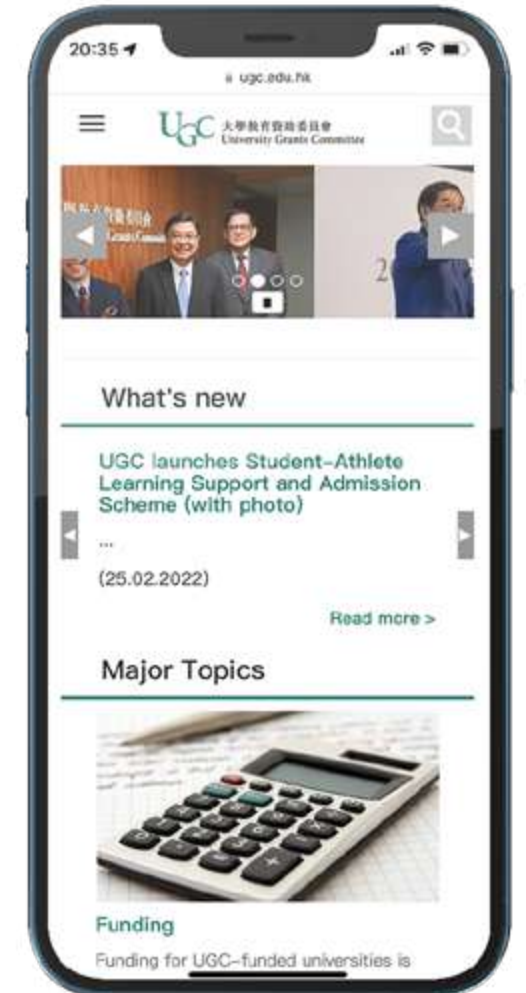 20:35
ugc.edu.hk
UGC 大學教育資助委員會
University Grants Committee
2
What's new
UGC launches Student-Athlete
Learning Support and Admission
Scheme (with photo)
...
(25.02.2022)
Read more >
Major Topics
Funding
Funding for UGC-funded universities is